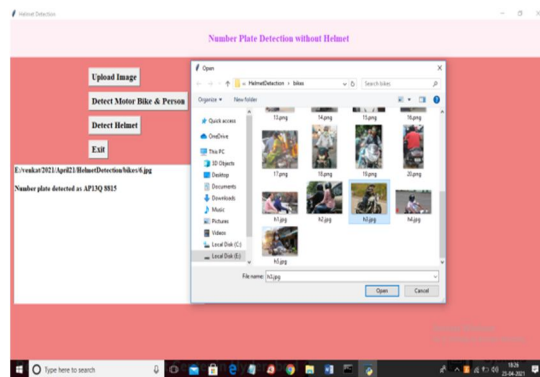 Helmet Detection
Number Plate Detection without Helmet
Upload Image
Detect Motor Bike & Person
Detect Helmet
Exit
E:/venkat/2021/April21/HelmetDetection/bikes/6.jpg
Number plate detected as AP13Q 8815
Open
« HelmetDetection › bikes
Search bikes
Organize
New folder
Quick access
OneDrive
This PC
3D Objects
Desktop
Documents
Downloads
Music
Pictures
Videos
Local Disk (C:)
Local Disk (E:)
13.png 14.png 15.png 16.png
17.png 18.png 19.png 20.png
h1.jpg h2.jpg h3.jpg h4.jpg
h5.jpg
File name: h3.jpg
Open Cancel
Type here to search
18:26
25-04-2021